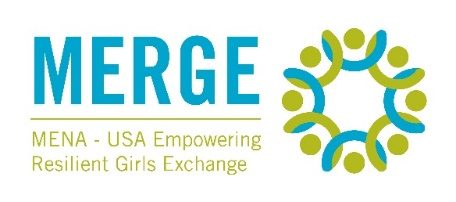 MERGE
MENA - USA Empowering
Resilient Girls Exchange